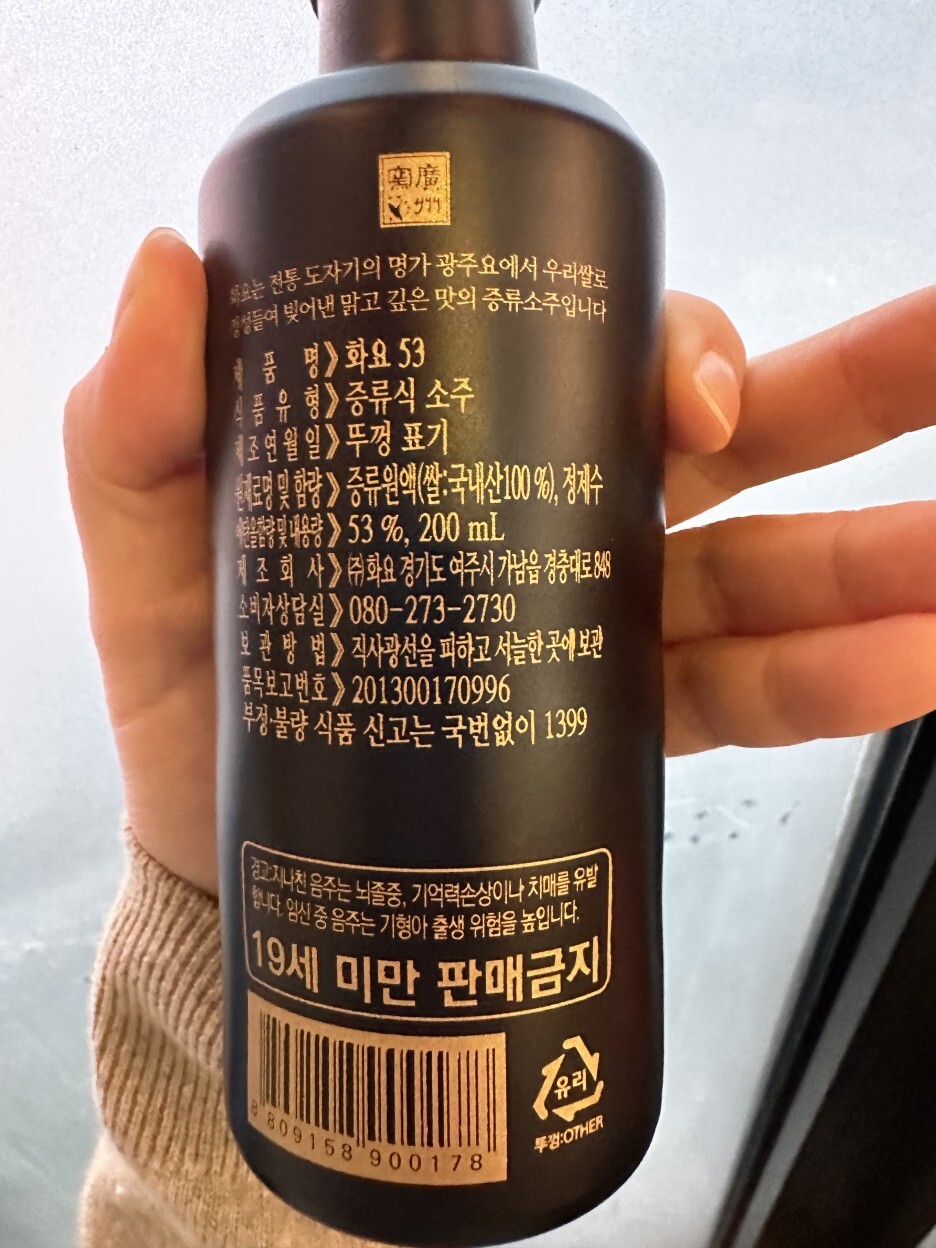 廣窯
화요는 전통 도자기의 명가 광주요에서 우리쌀로
정성들여 빚어낸 맑고 깊은 맛의 증류소주입니다
제 품 명》화요 53
식 품 유 형》증류식 소주
제조연월일》뚜껑 표기
원재료명 및 함량》증류원액(쌀:국내산100 %), 정제수
에탄올함량 및 내용량》53 %, 200 mL
제 조 회 사》㈜화요 경기도 여주시 가남읍 경충대로 848
소비자상담실》080-273-2730
보 관 방 법》직사광선을 피하고 서늘한 곳에 보관
품목보고번호》201300170996
부정·불량 식품 신고는 국번없이 1399
경고:지나친 음주는 뇌졸중, 기억력손상이나 치매를 유발
합니다. 임신 중 음주는 기형아 출생 위험을 높입니다.
19세 미만 판매금지
8 809158 900178
유리
뚜껑:OTHER